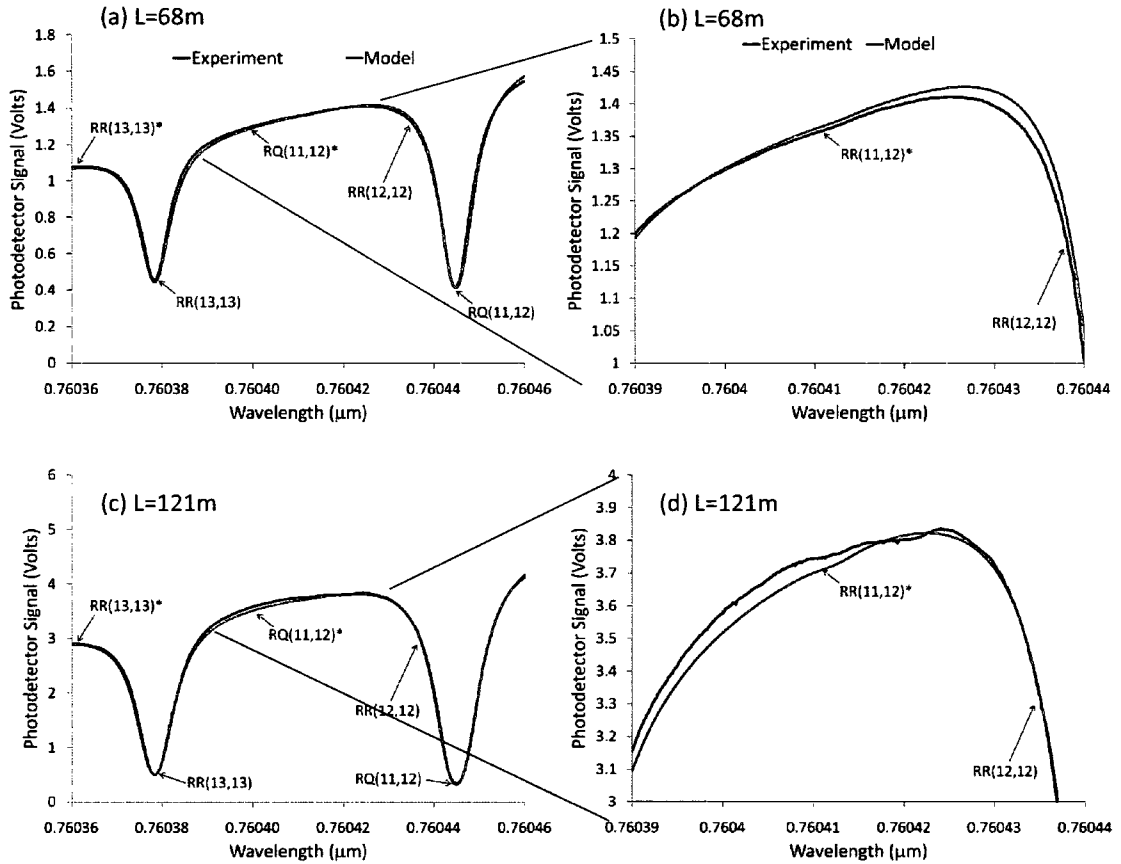 (a) L=68m
Experiment
Model
Photodetector Signal (Volts)
1.8
1.6
1.4
1.2
1
0.8
0.6
0.4
0.2
0
RR(13,13)*
RQ(11,12)*
RR(12,12)
RR(13,13)
RQ(11,12)
0.76036 0.76038 0.76040 0.76042 0.76044 0.76046
Wavelength (μm)
(b) L=68m
Experiment
Model
Photodetector Signal (Volts)
1.5
1.45
1.4
1.35
1.3
1.25
1.2
1.15
1.1
1.05
1
RR(11,12)*
RR(12,12)
0.76039 0.7604 0.76041 0.76042 0.76043 0.76044
Wavelength (μm)
(c) L=121m
Photodetector Signal (Volts)
6
5
4
3
2
1
0
RR(13,13)*
RQ(11,12)*
RR(12,12)
RR(13,13)
RQ(11,12)
0.76036 0.76038 0.76040 0.76042 0.76044 0.76046
Wavelength (μm)
(d) L=121m
Photodetector Signal (Volts)
4
3.9
3.8
3.7
3.6
3.5
3.4
3.3
3.2
3.1
3
RR(11,12)*
RR(12,12)
0.76039 0.7604 0.76041 0.76042 0.76043 0.76044
Wavelength (μm)